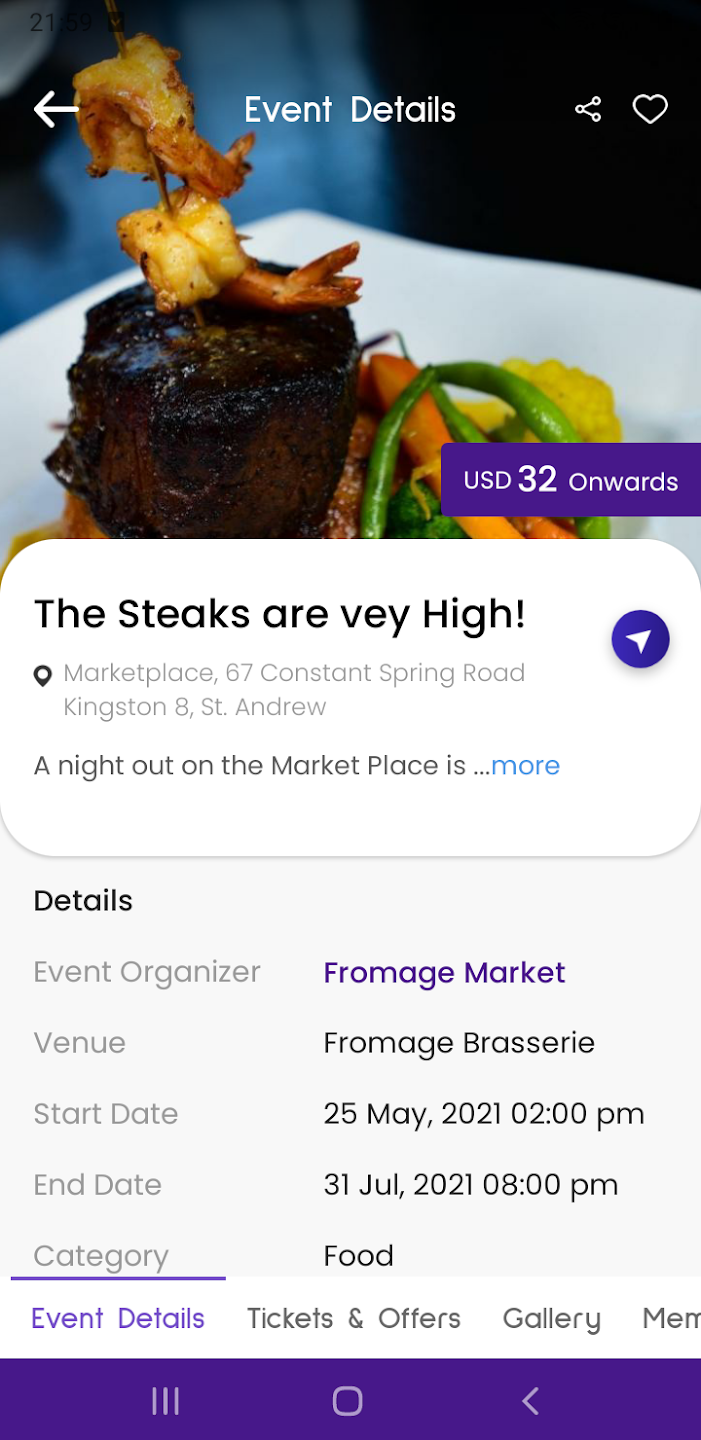 21:59
Event Details
USD 32 Onwards
The Steaks are vey High!
Marketplace, 67 Constant Spring Road
Kingston 8, St. Andrew
A night out on the Market Place is ...more
Details
Event Organizer Fromage Market
Venue Fromage Brasserie
Start Date 25 May, 2021 02:00 pm
End Date 31 Jul, 2021 08:00 pm
Category Food
Event Details Tickets & Offers Gallery Mem